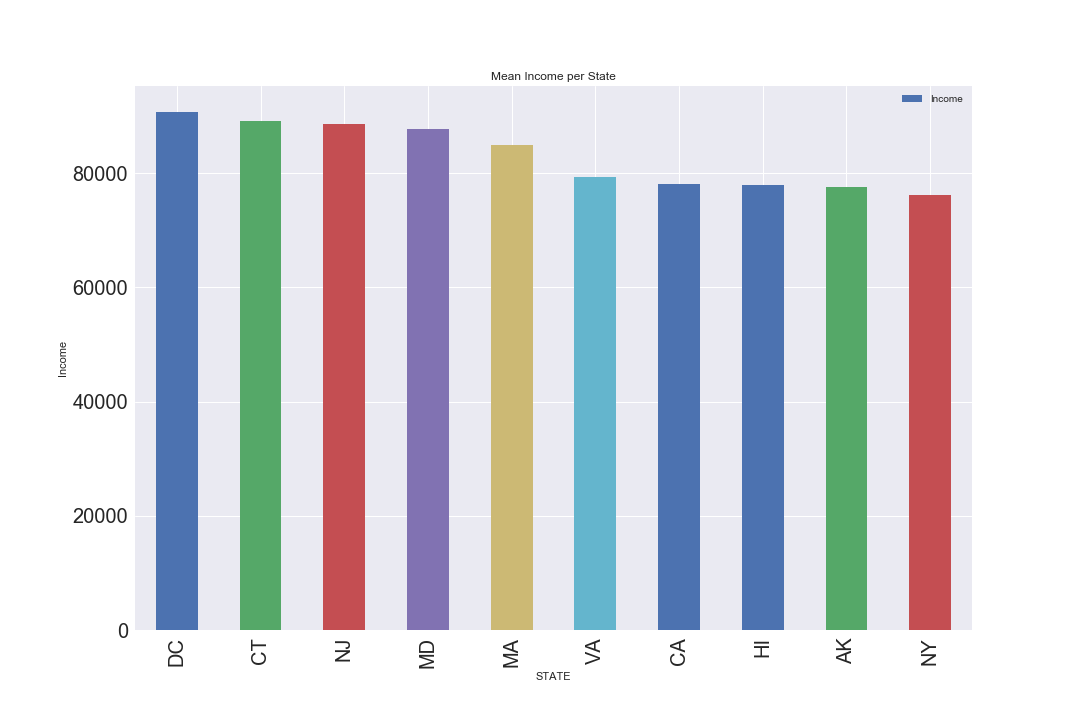 Mean Income per State
Income
80000
60000
40000
20000
0
Income
DC
CT
NJ
MD
MA
VA
CA
HI
AK
NY
STATE